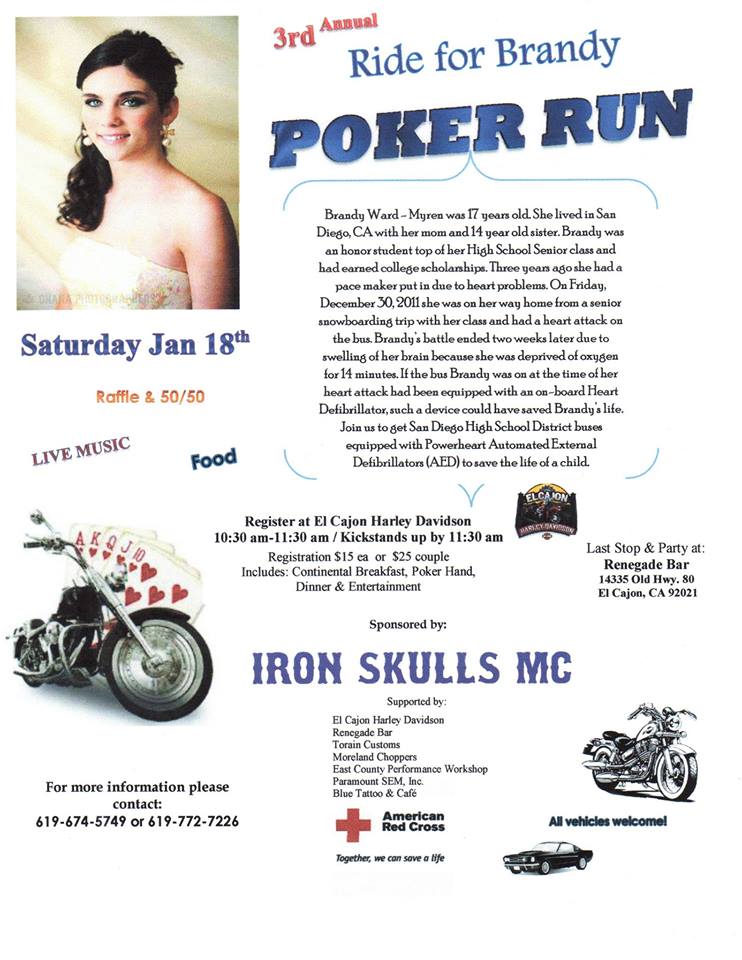 3rd Annual
Ride for Brandy
POKER RUN
Brandy Ward - Myren was 17 years old. She lived in San
Diego, CA with her mom and 14 year old sister. Brandy was
an honor student top of her High School Senior class and
had earned college scholarships. Three years ago she had a
pace maker put in due to heart problems. On Friday,
December 30, 2011 she was on her way home from a senior
snowboarding trip with her class and had a heart attack on
the bus. Brandy's battle ended two weeks later due to
swelling of her brain because she was deprived of oxygen
for 14 minutes. If the bus Brandy was on at the time of her
heart attack had been equipped with an on-board Heart
Defibrillator, such a device could have saved Brandy's life.
Join us to get San Diego High School District buses
equipped with Powerheart Automated External
Defibrillators (AED) to save the life of a child.
OHANA PHOTOGRAPHERS
Saturday Jan 18th
Raffle & 50/50
LIVE MUSIC
Food
A K Q J 10
Register at El Cajon Harley Davidson
10:30 am-11:30 am / Kickstands up by 11:30 am
Registration $15 ea or $25 couple
Includes: Continental Breakfast, Poker Hand,
Dinner & Entertainment
EL CAJON
HARLEY-DAVIDSON
Last Stop & Party at:
Renegade Bar
14335 Old Hwy. 80
El Cajon, CA 92021
Sponsored by:
IRON SKULLS MC
Supported by:
El Cajon Harley Davidson
Renegade Bar
Torain Customs
Moreland Choppers
East County Performance Workshop
Paramount SEM, Inc.
Blue Tattoo & Café
American
Red Cross
Together, we can save a life
For more information please
contact:
619-674-5749 or 619-772-7226
All vehicles welcome!